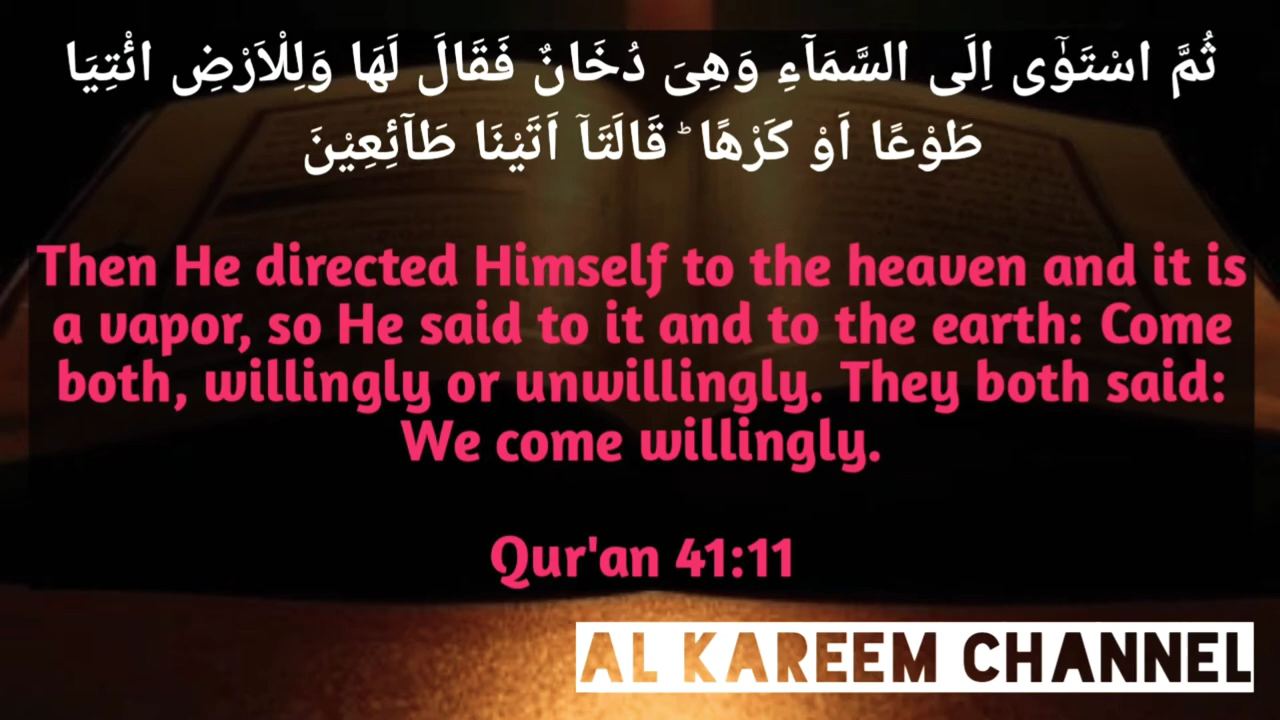 ثُمَّ اسْتَوٰۤى اِلَى السَّمَآءِ وَهِىَ دُخَانٌ فَقَالَ لَهَا وَلِلْاَرْضِ ائْتِيَا
طَوْعًا اَوْ كَرْهًا ؕ قَالَتَاۤ اَتَيْنَا طَآئِعِيْنَ
Then He directed Himself to the heaven and it is
a vapor, so He said to it and to the earth: Come
both, willingly or unwillingly. They both said:
We come willingly.
Qur'an 41:11
AL KAREEM CHANNEL